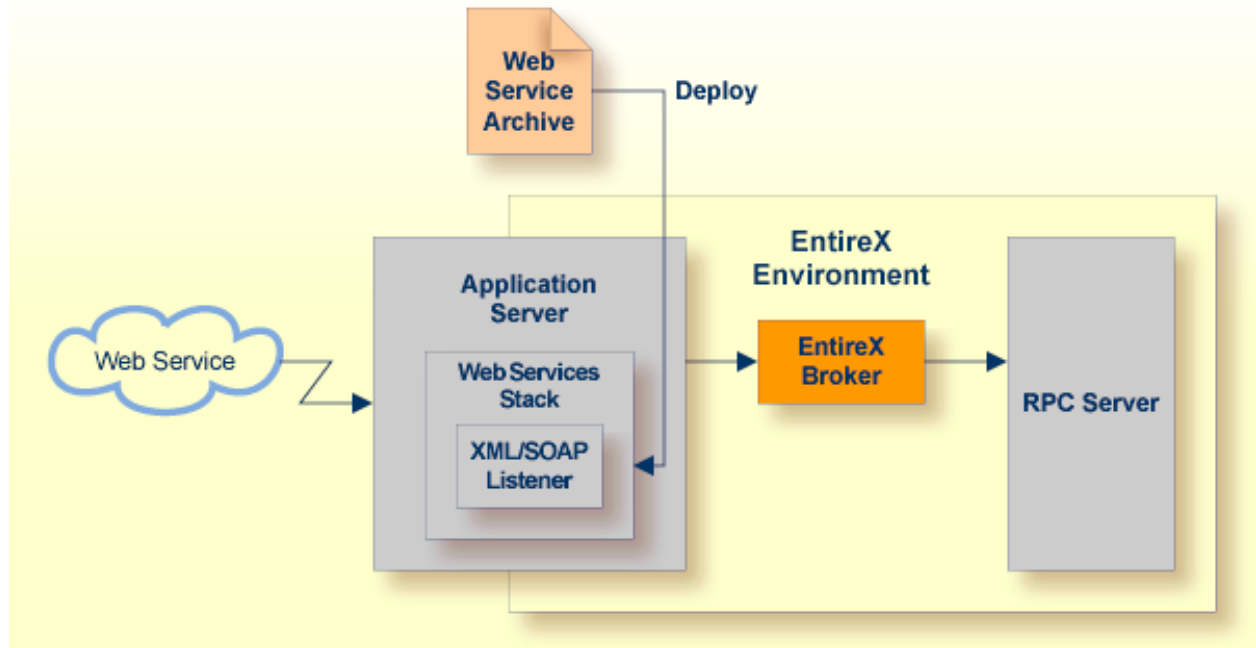 Web
Service
Archive
Deploy
EntireX
Environment
Application
Server
Web Service
Web Services
Stack
XML/SOAP
Listener
EntireX
Broker
RPC Server